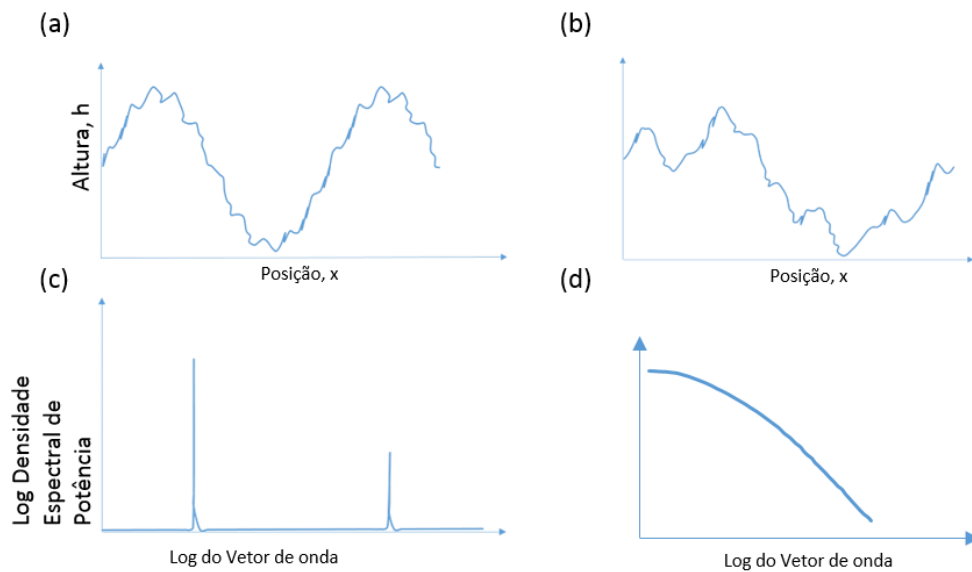 (a)
(b)
Altura, h
Posição, x
Posição, x
(c)
(d)
Log Densidade
Espectral de
Potência
Log do Vetor de onda
Log do Vetor de onda